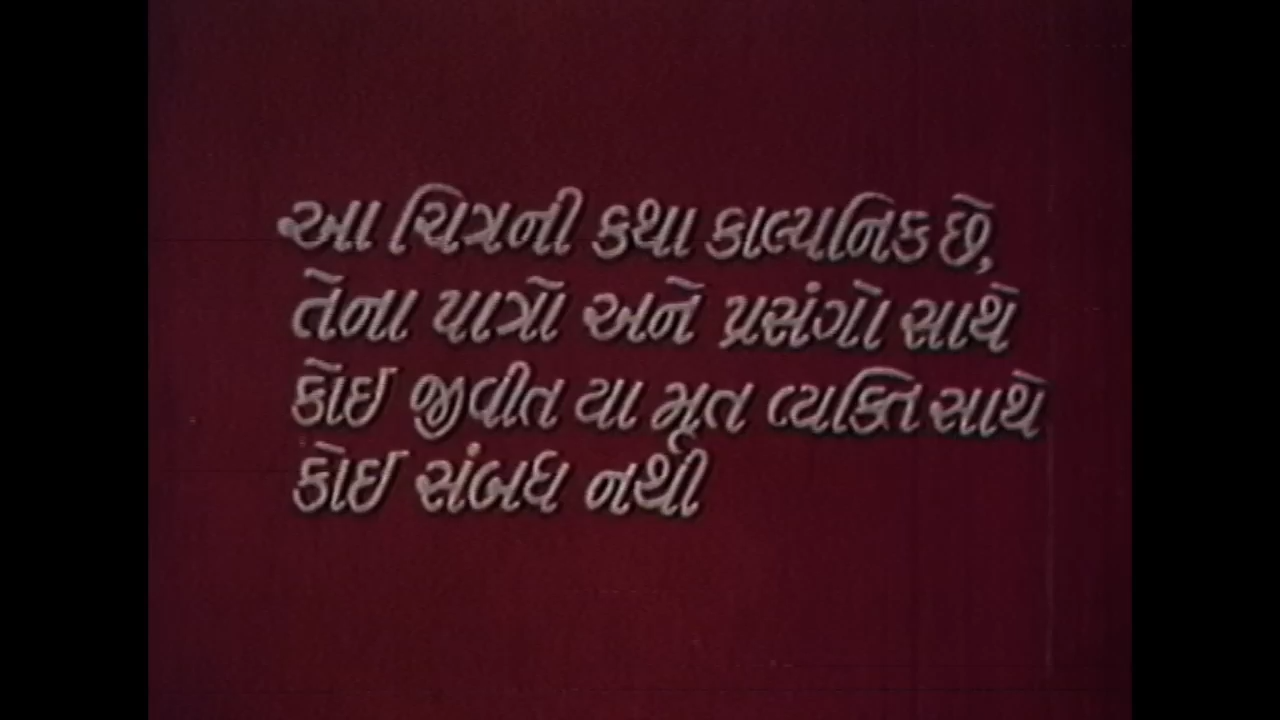 આ ચિત્રની કથા કાલ્પનિક છે,
તેના પાત્રો અને પ્રસંગો સાથે
કોઈ જીવીત યા મૃત વ્યક્તિ સાથે
કોઈ સંબધ નથી